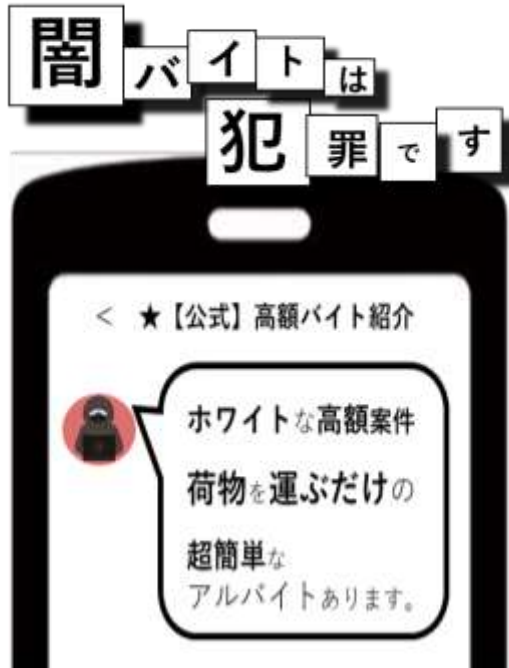 闇バイトは
犯罪です
< ★【公式】高額バイト紹介
ホワイトな高額案件
荷物を運ぶだけの
超簡単な
アルバイトあります。